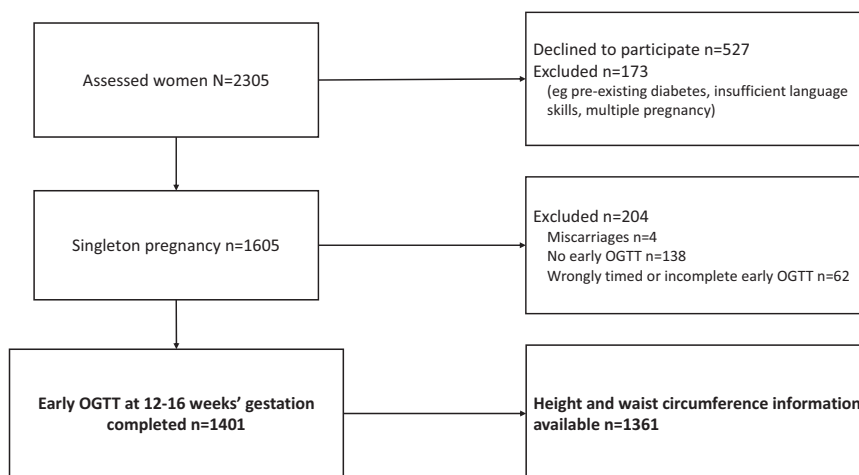 Assessed women N=2305
Declined to participate n=527
Excluded n=173
(eg pre-existing diabetes, insufficient language
skills, multiple pregnancy)
Singleton pregnancy n=1605
Excluded n=204
Miscarriages n=4
No early OGTT n=138
Wrongly timed or incomplete early OGTT n=62
Early OGTT at 12-16 weeks’ gestation
completed n=1401
Height and waist circumference information
available n=1361